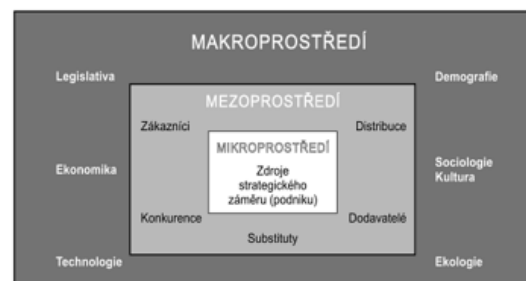 MAKROPROSTŘEDÍ
Legislativa
Demografie
MEZOPROSTŘEDÍ
Zákazníci
Distribuce
MIKROPROSTŘEDÍ
Zdroje
strategického
záměru (podniku)
Ekonomika
Sociologie
Kultura
Konkurence
Dodavatelé
Substituty
Technologie
Ekologie